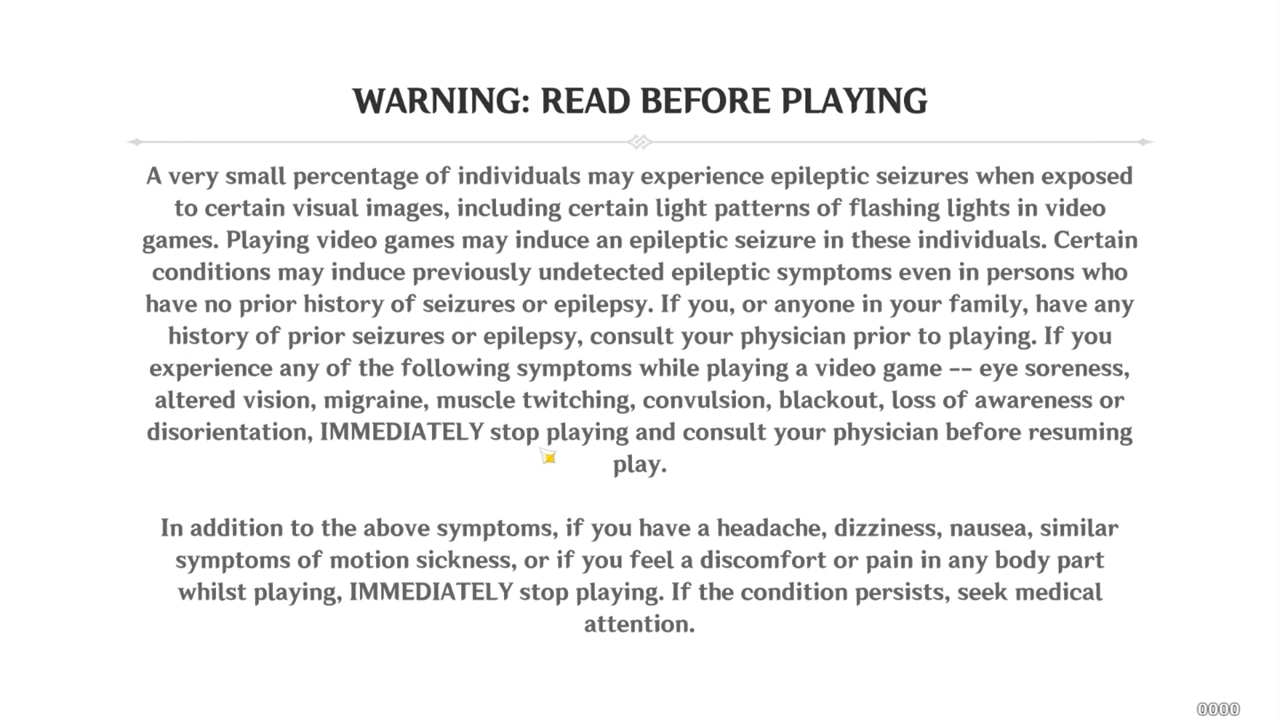 WARNING: READ BEFORE PLAYING
A very small percentage of individuals may experience epileptic seizures when exposed
to certain visual images, including certain light patterns of flashing lights in video
games. Playing video games may induce an epileptic seizure in these individuals. Certain
conditions may induce previously undetected epileptic symptoms even in persons who
have no prior history of seizures or epilepsy. If you, or anyone in your family, have any
history of prior seizures or epilepsy, consult your physician prior to playing. If you
experience any of the following symptoms while playing a video game -- eye soreness,
altered vision, migraine, muscle twitching, convulsion, blackout, loss of awareness or
disorientation, IMMEDIATELY stop playing and consult your physician before resuming
play.
In addition to the above symptoms, if you have a headache, dizziness, nausea, similar
symptoms of motion sickness, or if you feel a discomfort or pain in any body part
whilst playing, IMMEDIATELY stop playing. If the condition persists, seek medical
attention.
0000